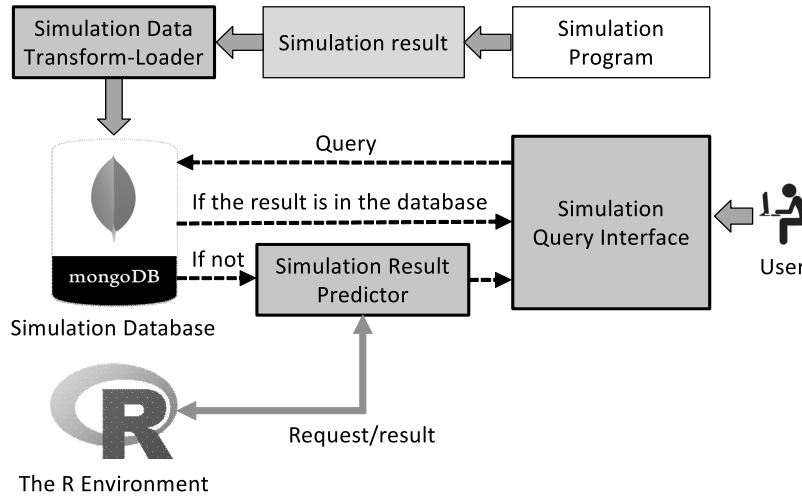 Simulation Data
Transform-Loader
Simulation result
Simulation
Program
Query
If the result is in the database
Simulation
Query Interface
User
If not
Simulation Result
Predictor
mongoDB
Simulation Database
R
Request/result
The R Environment